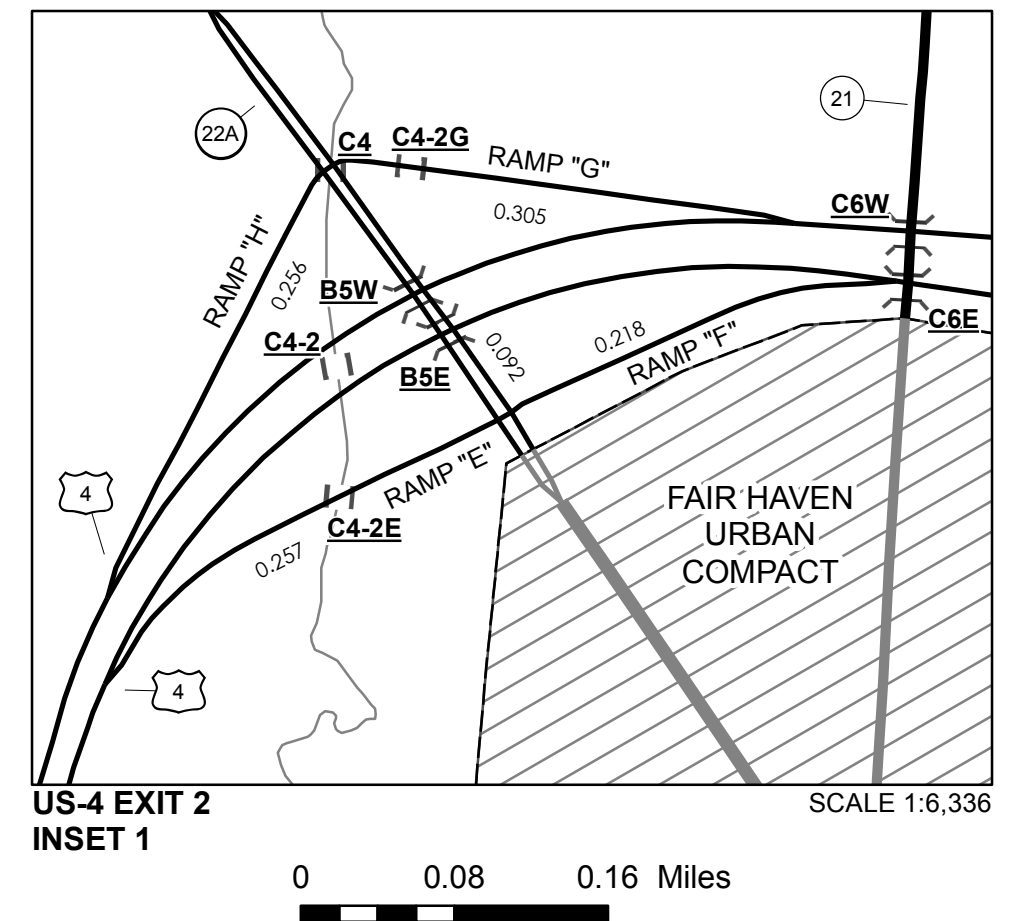 22A
C4
C4-2G
RAMP "G"
21
C6W
0.305
RAMP "H"
0.256
B5W
C4-2
B5E
0.092
0.218
RAMP "F"
C6E
4
RAMP "E"
C4-2E
0.257
4
FAIR HAVEN
URBAN
COMPACT
US-4 EXIT 2
INSET 1
SCALE 1:6,336
0 0.08 0.16 Miles